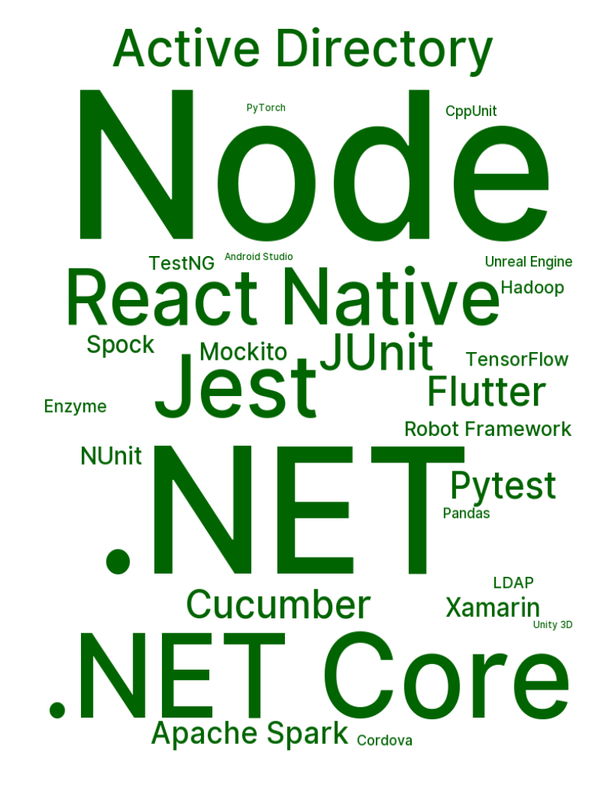 Active Directory
Node
PyTorch
CppUnit
TestNG
Android Studio
Unreal Engine
React Native
Hadoop
Spock
Mockito
JUnit
TensorFlow
Jest
Flutter
Enzyme
Robot Framework
NUnit
.NET
Pytest
Pandas
LDAP
Cucumber
Xamarin
Unity 3D
.NET Core
Apache Spark
Cordova